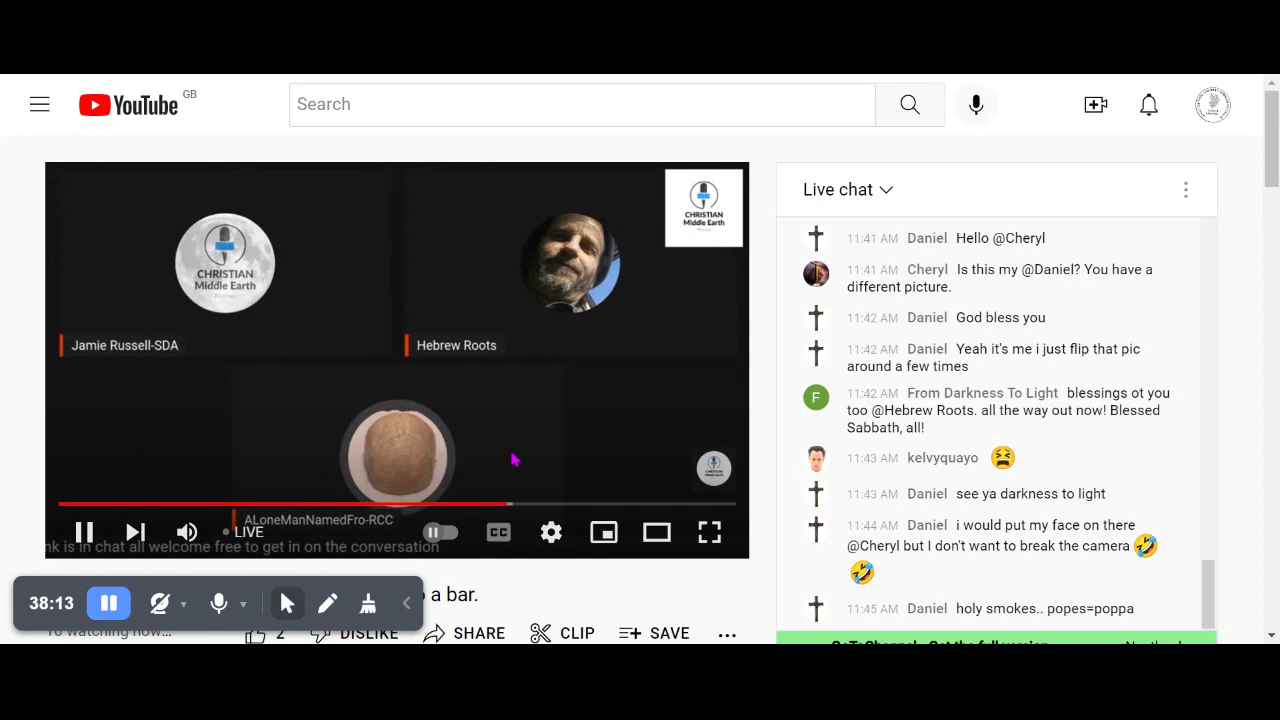 YouTube GB
Search
CHRISTIAN
Middle Earth
Podcast
CHRISTIAN
Middle Earth
Podcast
Jamie Russell-SDA
Hebrew Roots
ALoneManNamedFro-RCC
LIVE
CC
nk is in chat all welcome free to get in on the conversation
38:13
a bar.
watching now...
2
DISLIKE
SHARE
CLIP
SAVE
Live chat
11:41 AM Daniel Hello @Cheryl
11:41 AM Cheryl Is this my @Daniel? You have a
different picture.
11:42 AM Daniel God bless you
11:42 AM Daniel Yeah it's me i just flip that pic
around a few times
F
11:42 AM From Darkness To Light blessings ot you
too @Hebrew Roots. all the way out now! Blessed
Sabbath, all!
11:43 AM kelvyquayo 😫
11:43 AM Daniel see ya darkness to light
11:44 AM Daniel i would put my face on there
@Cheryl but I don't want to break the camera 🤣
🤣
11:45 AM Daniel holy smokes.. popes=poppa